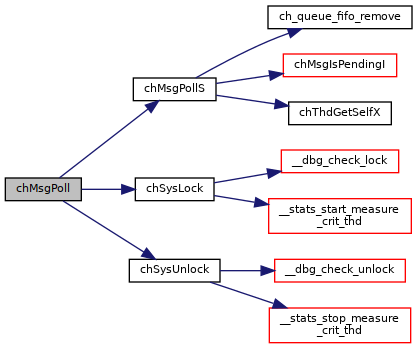 ch_queue_fifo_remove
chMsgPollS
chMsgIsPendingI
chThdGetSelfX
chMsgPoll
chSysLock
__dbg_check_lock
__stats_start_measure
_crit_thd
chSysUnlock
__dbg_check_unlock
__stats_stop_measure
_crit_thd